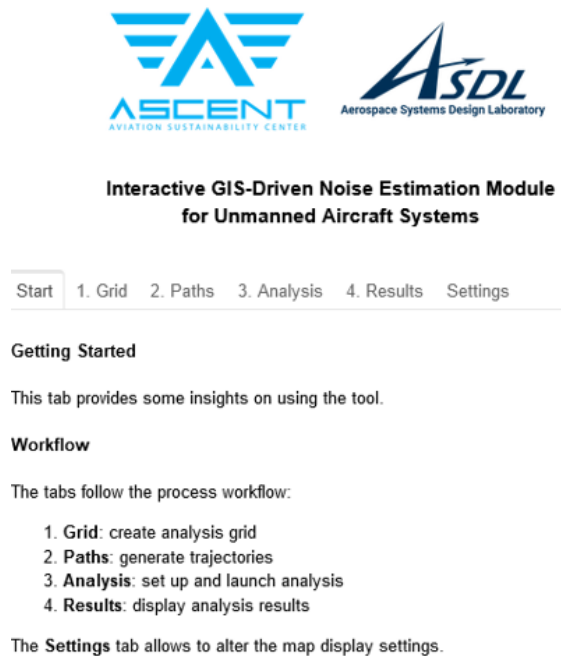 ASCENT
AVIATION SUSTAINABILITY CENTER
ASDL
Aerospace Systems Design Laboratory
Interactive GIS-Driven Noise Estimation Module
for Unmanned Aircraft Systems
Start 1. Grid 2. Paths 3. Analysis 4. Results Settings
Getting Started
This tab provides some insights on using the tool.
Workflow
The tabs follow the process workflow:
1. Grid: create analysis grid
2. Paths: generate trajectories
3. Analysis: set up and launch analysis
4. Results: display analysis results
The Settings tab allows to alter the map display settings.